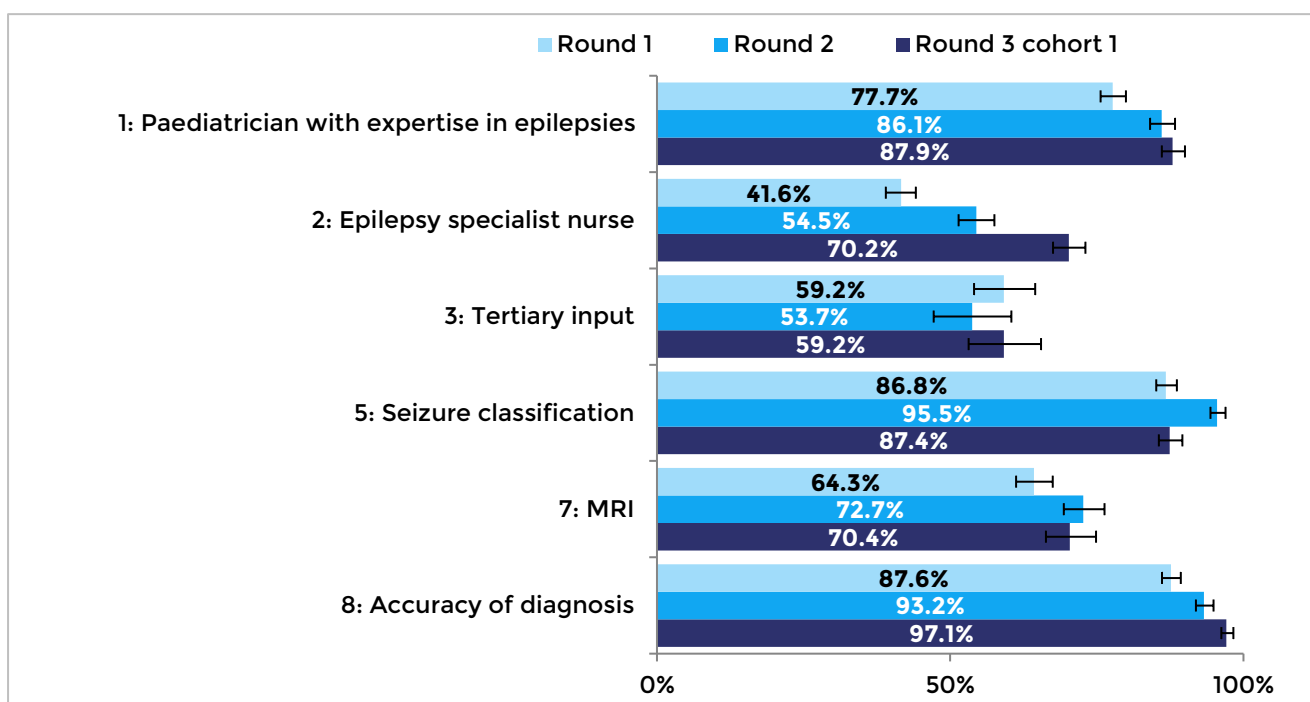 Round 1 Round 2 Round 3 cohort 1
1: Paediatrician with expertise in epilepsies
77.7%
86.1%
87.9%
2: Epilepsy specialist nurse
41.6%
54.5%
70.2%
3: Tertiary input
59.2%
53.7%
59.2%
5: Seizure classification
86.8%
95.5%
87.4%
7: MRI
64.3%
72.7%
70.4%
8: Accuracy of diagnosis
87.6%
93.2%
97.1%
0% 50% 100%